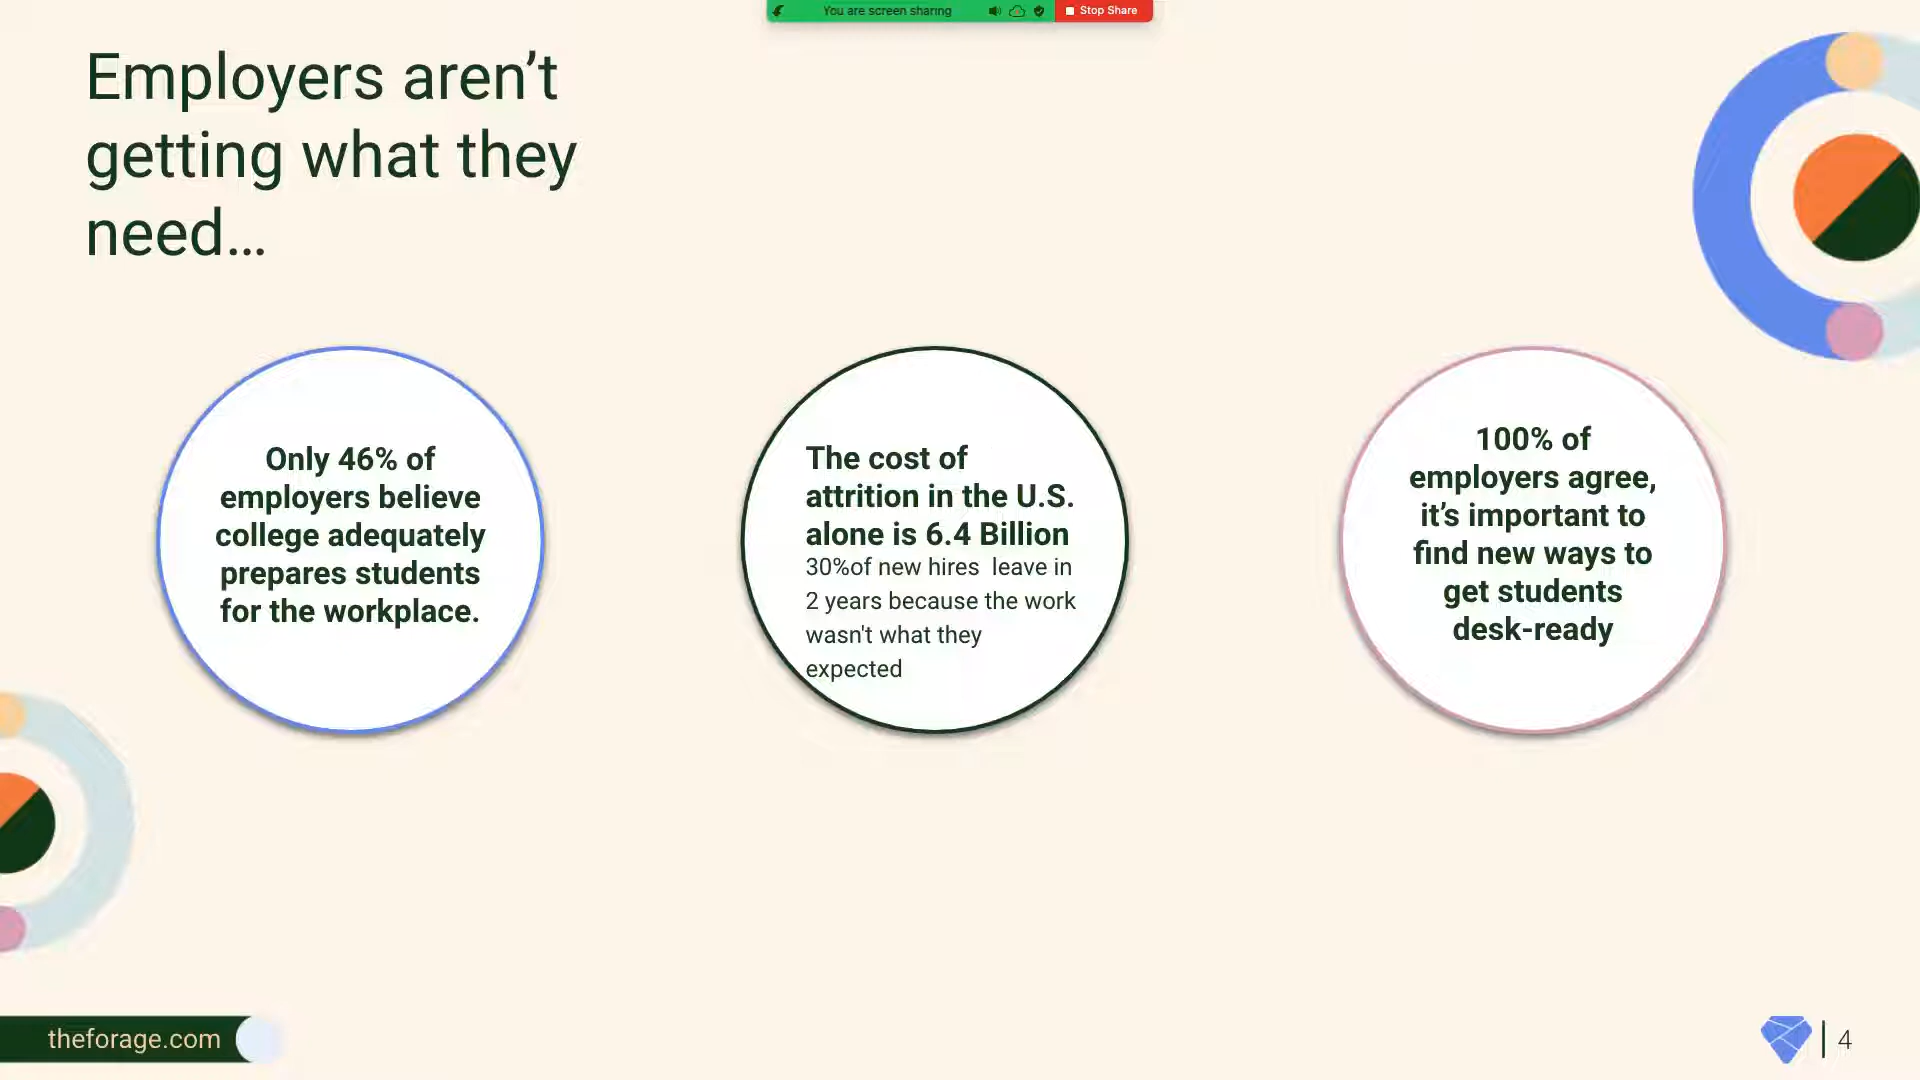 You are screen sharing
Stop Share
Employers aren’t
getting what they
need…
Only 46% of
employers believe
college adequately
prepares students
for the workplace.
The cost of
attrition in the U.S.
alone is 6.4 Billion
30%of new hires  leave in
2 years because the work
wasn't what they
expected
100% of
employers agree,
it’s important to
find new ways to
get students
desk-ready
theforage.com
4